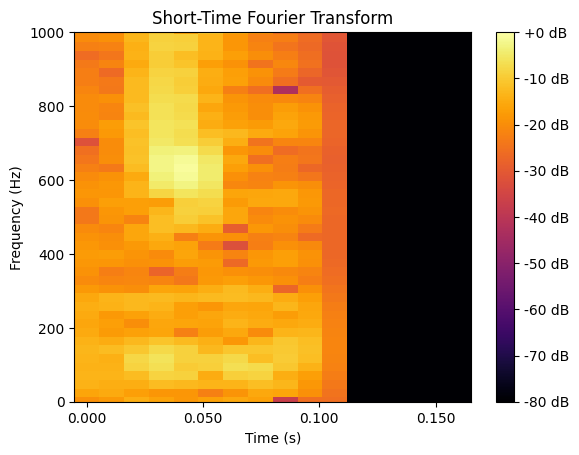 Short-Time Fourier Transform
1000
800
600
400
200
0
Frequency (Hz)
0.000
0.050
0.100
0.150
Time (s)
+0 dB
-10 dB
-20 dB
-30 dB
-40 dB
-50 dB
-60 dB
-70 dB
-80 dB